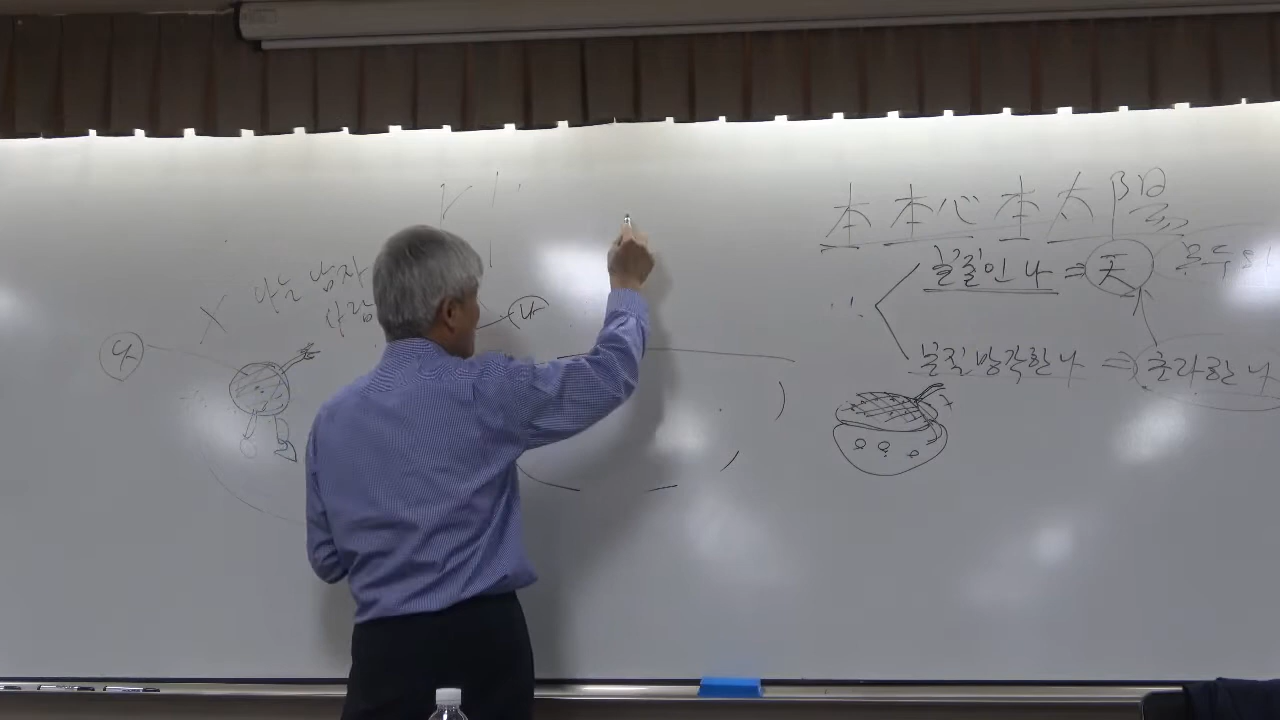 本本心本太陽
본질인 나 ⇒ 天
본질 망각한 나 ⇒ 초라한 나
X 나는 남자
사람
나
나